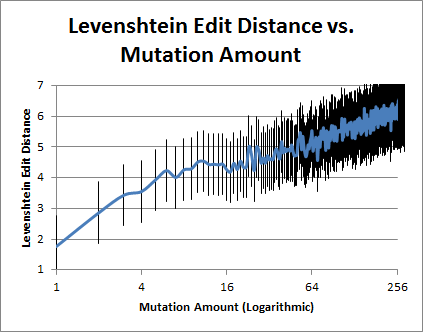 Levenshtein Edit Distance vs.
Mutation Amount
Levenshtein Edit Distance
7
6
5
4
3
2
1
1 4 16 64 256
Mutation Amount (Logarithmic)